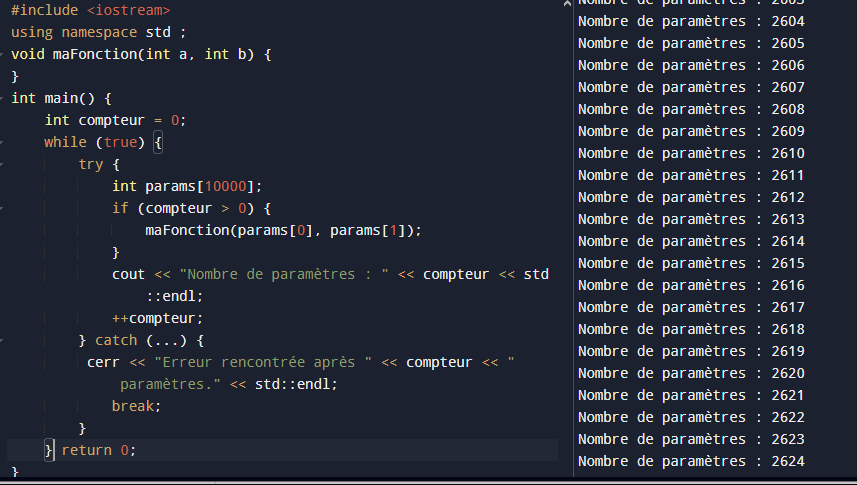 #include <iostream>
using namespace std ;
void maFonction(int a, int b) {
}
int main() {
    int compteur = 0;
    while (true) {
        try {
            int params[10000];
            if (compteur > 0) {
                maFonction(params[0], params[1]);
            }
            cout << "Nombre de paramètres : " << compteur << std
                ::endl;
            ++compteur;
        } catch (...) {
         cerr << "Erreur rencontrée après " << compteur << "
             paramètres." << std::endl;
            break;
        }
    } return 0;
}
Nombre de paramètres : 2603
Nombre de paramètres : 2604
Nombre de paramètres : 2605
Nombre de paramètres : 2606
Nombre de paramètres : 2607
Nombre de paramètres : 2608
Nombre de paramètres : 2609
Nombre de paramètres : 2610
Nombre de paramètres : 2611
Nombre de paramètres : 2612
Nombre de paramètres : 2613
Nombre de paramètres : 2614
Nombre de paramètres : 2615
Nombre de paramètres : 2616
Nombre de paramètres : 2617
Nombre de paramètres : 2618
Nombre de paramètres : 2619
Nombre de paramètres : 2620
Nombre de paramètres : 2621
Nombre de paramètres : 2622
Nombre de paramètres : 2623
Nombre de paramètres : 2624